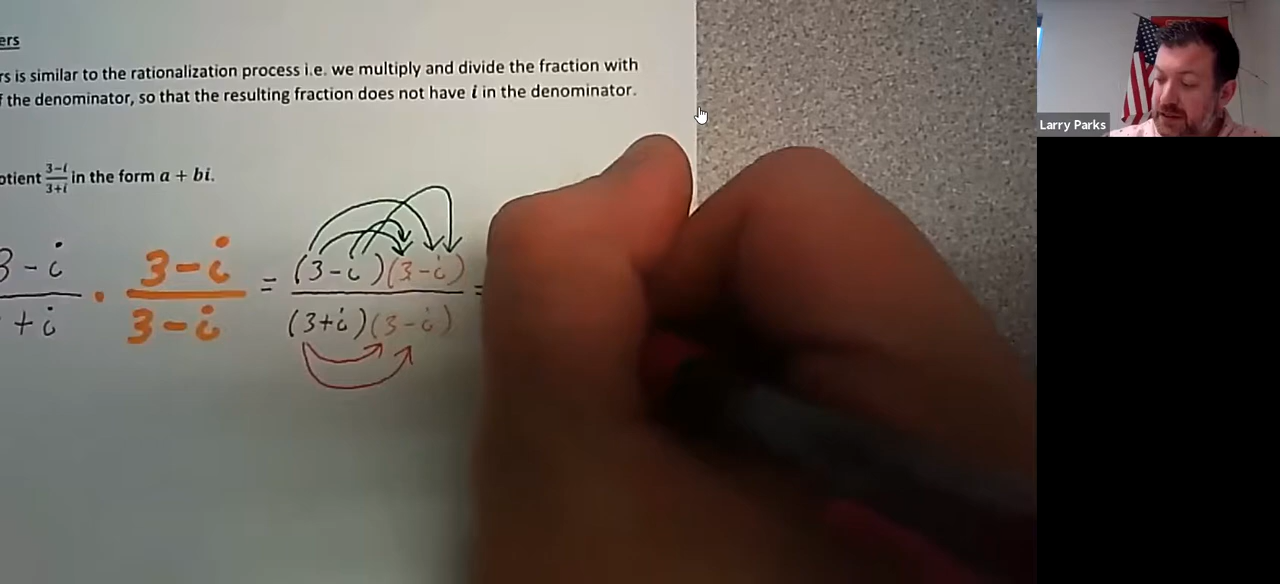 ers
rs is similar to the rationalization process i.e. we multiply and divide the fraction with
f the denominator, so that the resulting fraction does not have i in the denominator.
otient 3-i/3+i in the form a + bi.
3-i/+i · 3-i/3-i = (3-i)(3-i)/(3+i)(3-i) =
Larry Parks